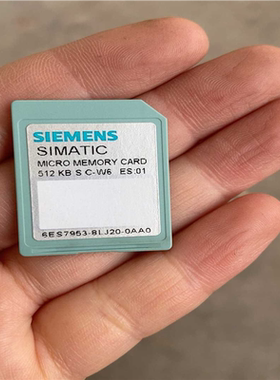 SIEMENS
SIMATIC
MICRO MEMORY CARD
512 KB S C-W6 ES:01
6ES7953-8LJ20-0AA0